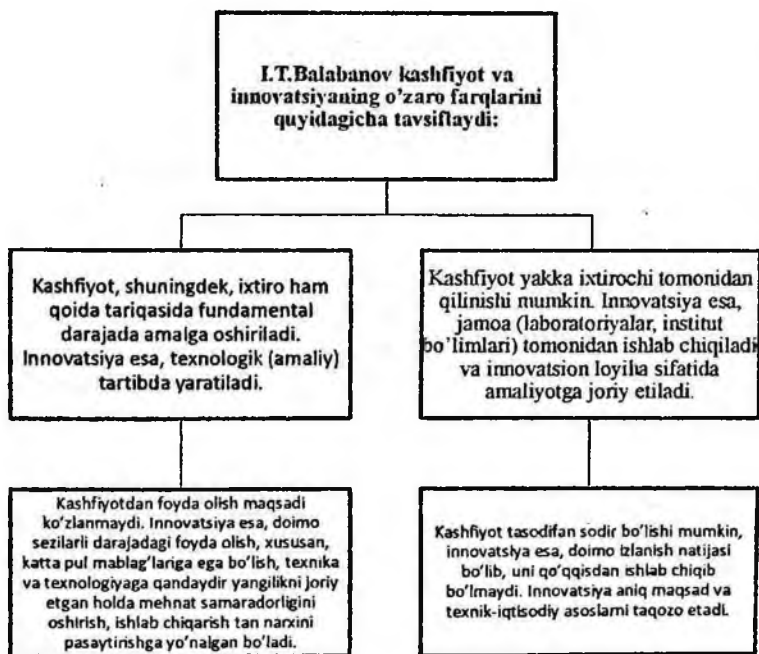 I.T.Balabanov kashfiyot va
innovatsiyaning o'zaro farqlarini
quyidagicha tavsiflaydi:
Kashfiyot, shuningdek, ixtiro ham
qoida tariqasida fundamental
darajada amalga oshiriladi.
Innovatsiya esa, texnologik (amaliy)
tartibda yaratiladi.
Kashfiyot yakka ixtirochi tomonidan
qilinishi mumkin. Innovatsiya esa,
jamoa (laboratoriyalar, institut
bo'limlari) tomonidan ishlab chiqiladi
va innovatsion loyiha sifatida
amaliyotga joriy etiladi.
Kashfiyotdan foyda olish maqsadi
ko'zlanmaydi. Innovatsiya esa, doimo
sezilarli darajadagi foyda olish, xususan,
katta pul mablag'lariga ega bo'lish, texnika
va texnologiyaga qandaydir yangilikni joriy
etgan holda mehnat samaradorligini
oshirish, ishlab chiqarish tan narxini
pasaytirishga yo'nalgan bo'ladi.
Kashfiyot tasodifan sodir bo'lishi mumkin,
innovatsiya esa, doimo izlanish natijasi
bo'lib, uni qo'qqisdan ishlab chiqib
bo'lmaydi. Innovatsiya aniq maqsad va
texnik-iqtisodiy asoslarni taqozo etadi.